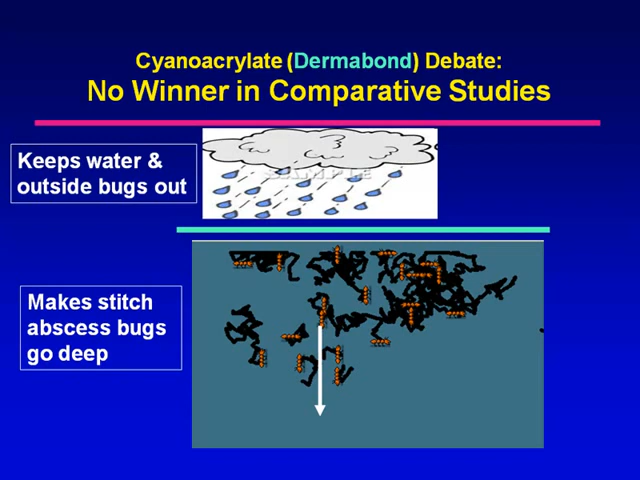 Cyanoacrylate (Dermabond) Debate:
No Winner in Comparative Studies
Keeps water &
outside bugs out
SAMPLE
Makes stitch
abscess bugs
go deep